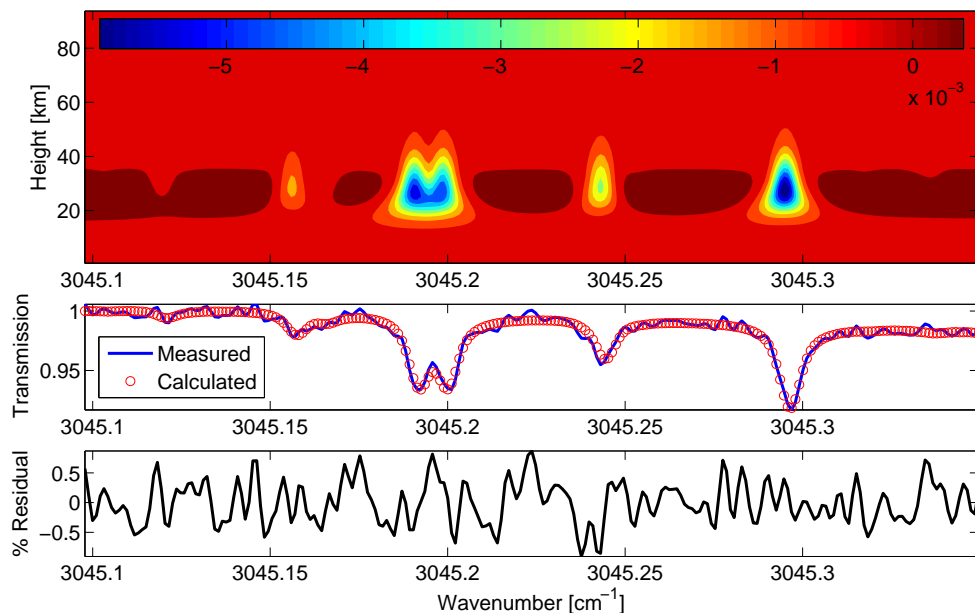 80
60
40
20
Height [km]
−5 −4 −3 −2 −1 0
x 10−3
3045.1 3045.15 3045.2 3045.25 3045.3
1
0.95
Transmission
Measured
Calculated
3045.1 3045.15 3045.2 3045.25 3045.3
0.5
0
−0.5
% Residual
3045.1 3045.15 3045.2 3045.25 3045.3
Wavenumber [cm−1]